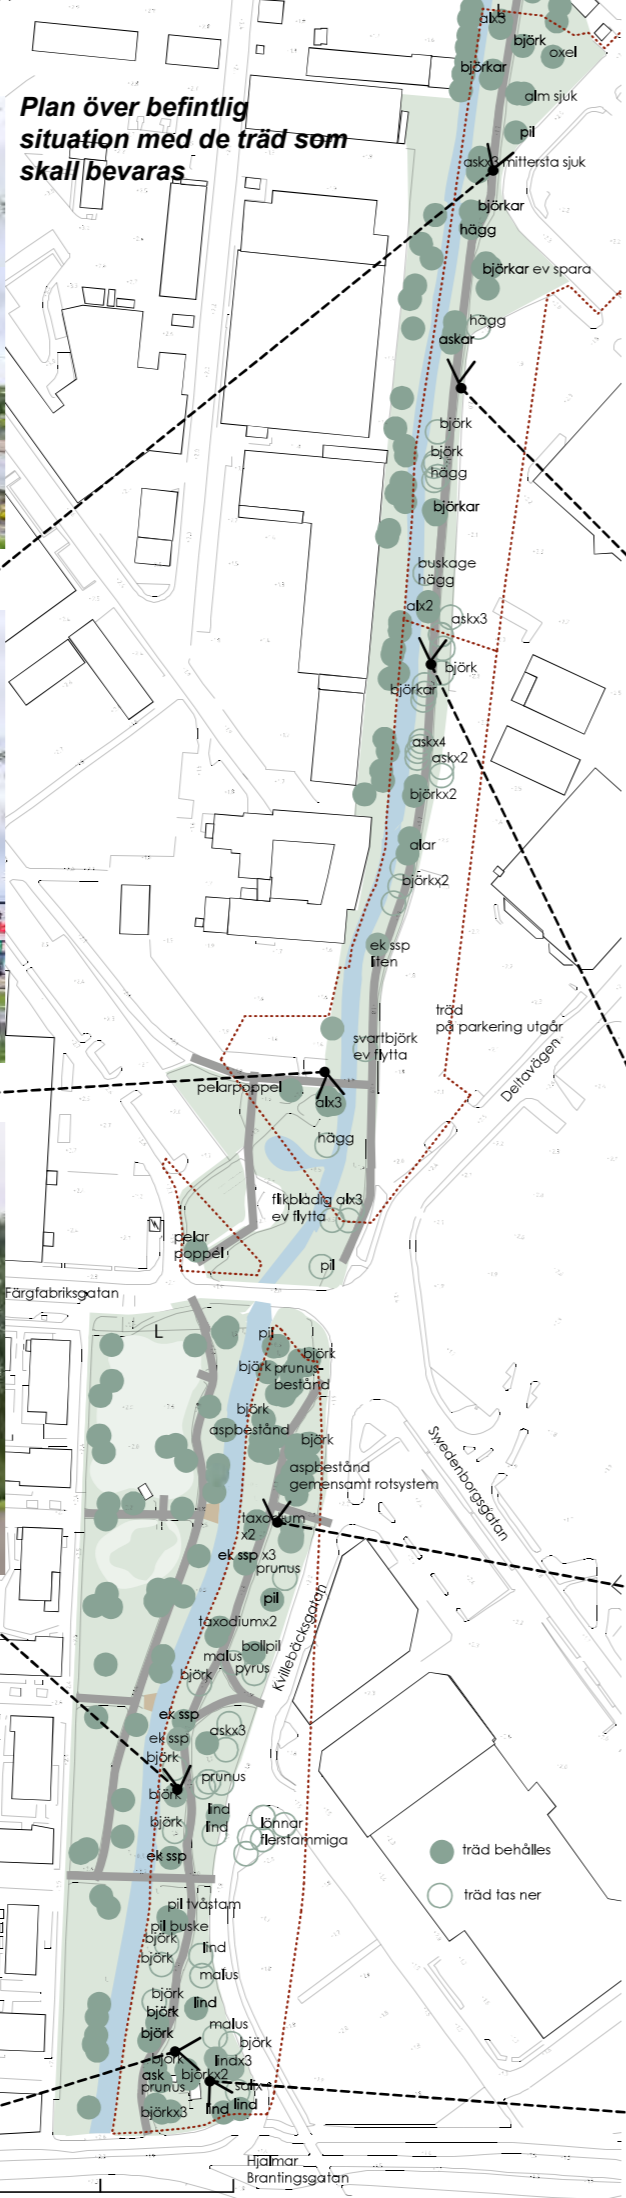 Plan över befintlig
situation med de träd som
skall bevaras
alx3
björk
oxel
björkar
alm sjuk
pil
askx3 mittersta sjuk
björkar
hägg
björkar ev spara
hägg
askar
björk
björk
hägg
björkar
buskage
hägg
alx2
askx3
björk
björkar
askx4
askx2
björkx2
alar
björkx2
ek ssp
liten
träd
på parkering utgår
svartbjörk
ev flytta
Deltavägen
pelarpoppel
alx3
hägg
flikbladig alx3
ev flytta
pelar
poppel
pil
Färgfabriksgatan
L
pil
björk
björk
prunus-
bestånd
björk
aspbestånd
björk
aspbestånd
gemensamt rotsystem
Swedenborgsgatan
taxodium
x2
ek ssp x3
prunus
pil
Kvillebäcksgatan
taxodiumx2
bollpil
malus
pyrus
björk
ek ssp
askx3
ek ssp
björk
prunus
björk
lind
lind
björk
lönnar
flerstammiga
ek ssp
träd behålles
träd tas ner
pil tvåstam
pil buske
björk
lind
björk
malus
björk
lind
björk
malus
björk
björk
björk
lindx3
ask
björkx2
prunus
salix
björkx3
lind
lind
Hjalmar
Brantingsgatan